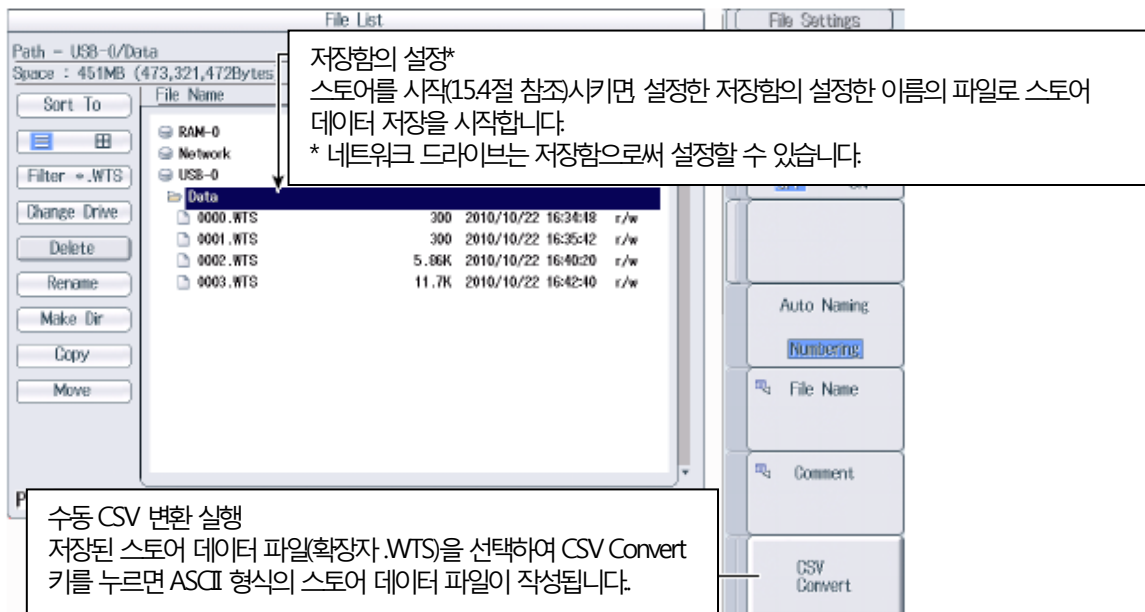 File List
File Settings
Path - USB-0/Data
Space : 451MB (473,321,472Bytes
저장함의 설정*
스토어를 시작(15.4절 참조)시키면, 설정한 저장함의 설정한 이름의 파일로 스토어
데이터 저장을 시작합니다.
* 네트워크 드라이브는 저장함으로써 설정할 수 있습니다.
Sort To
File Name
RAM-0
Network
Filter *.WTS
USB-0
Change Drive
Data
0000.WTS 300 2010/10/22 16:34:48 r/w
0001.WTS 300 2010/10/22 16:35:42 r/w
Delete
0002.WTS 5.86K 2010/10/22 16:40:20 r/w
Rename
0003.WTS 11.7K 2010/10/22 16:42:40 r/w
Make Dir
Copy
Move
Auto Naming
Numbering
File Name
Comment
수동 CSV 변환 실행
저장된 스토어 데이터 파일(확장자 .WTS)을 선택하여 CSV Convert
키를 누르면 ASCII 형식의 스토어 데이터 파일이 작성됩니다.
CSV
Convert